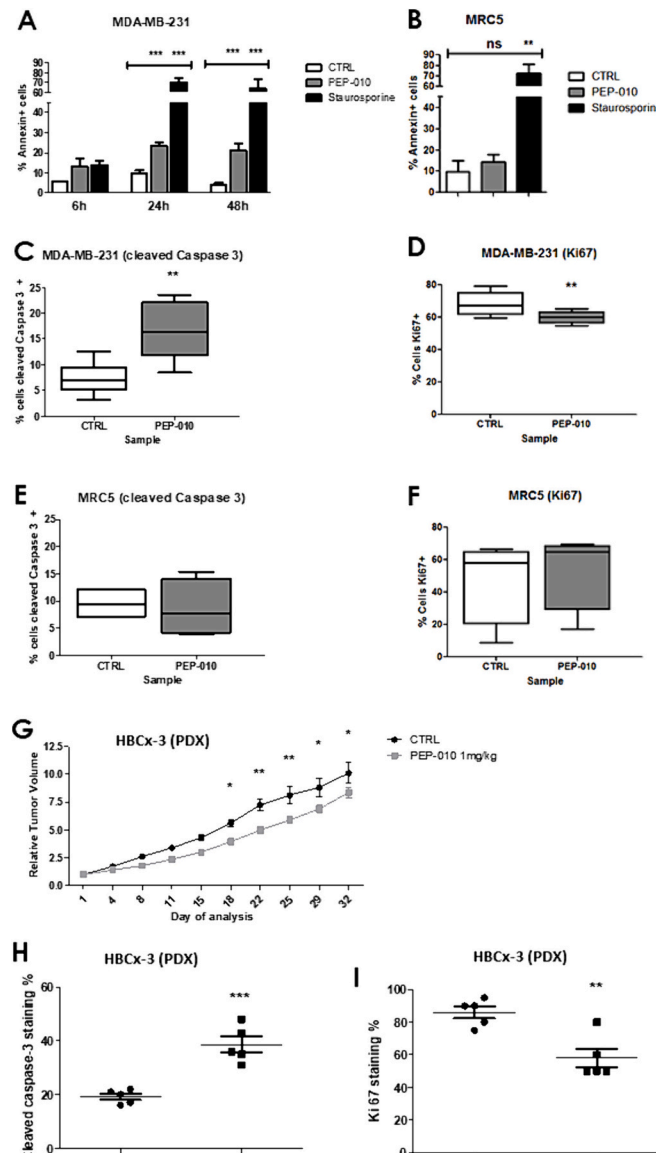 A
MDA-MB-231
*** ***
*** ***
CTRL
PEP-010
Staurosporine
% Annexin+ cells
90
80
70
60
50
30
20
10
0
6h
24h
48h
B
MRC5
ns
**
CTRL
PEP-010
Staurosporine
% Annexin+ cells
90
80
70
60
50
40
30
20
10
0
C
MDA-MB-231 (cleaved Caspase 3)
**
% cells cleaved Caspase 3 +
25
20
15
10
5
0
CTRL
PEP-010
Sample
D
MDA-MB-231 (Ki67)
**
% Cells Ki67+
80
60
40
20
0
CTRL
PEP-010
Sample
E
MRC5 (cleaved Caspase 3)
% cells cleaved Caspase 3 +
25
20
15
10
5
0
CTRL
PEP-010
Sample
F
MRC5 (Ki67)
% Cells Ki67+
80
60
40
20
0
CTRL
PEP-010
Sample
G
HBCx-3 (PDX)
CTRL
PEP-010 1mg/kg
* ** ** * *
Relative Tumor Volume
12.5
10.0
7.5
5.0
2.5
0.0
1 4 8 11 15 18 22 25 29 32
Day of analysis
H
HBCx-3 (PDX)
***
Cleaved caspase-3 staining %
60
40
20
0
I
HBCx-3 (PDX)
**
Ki 67 staining %
100
80
60
40
20
0